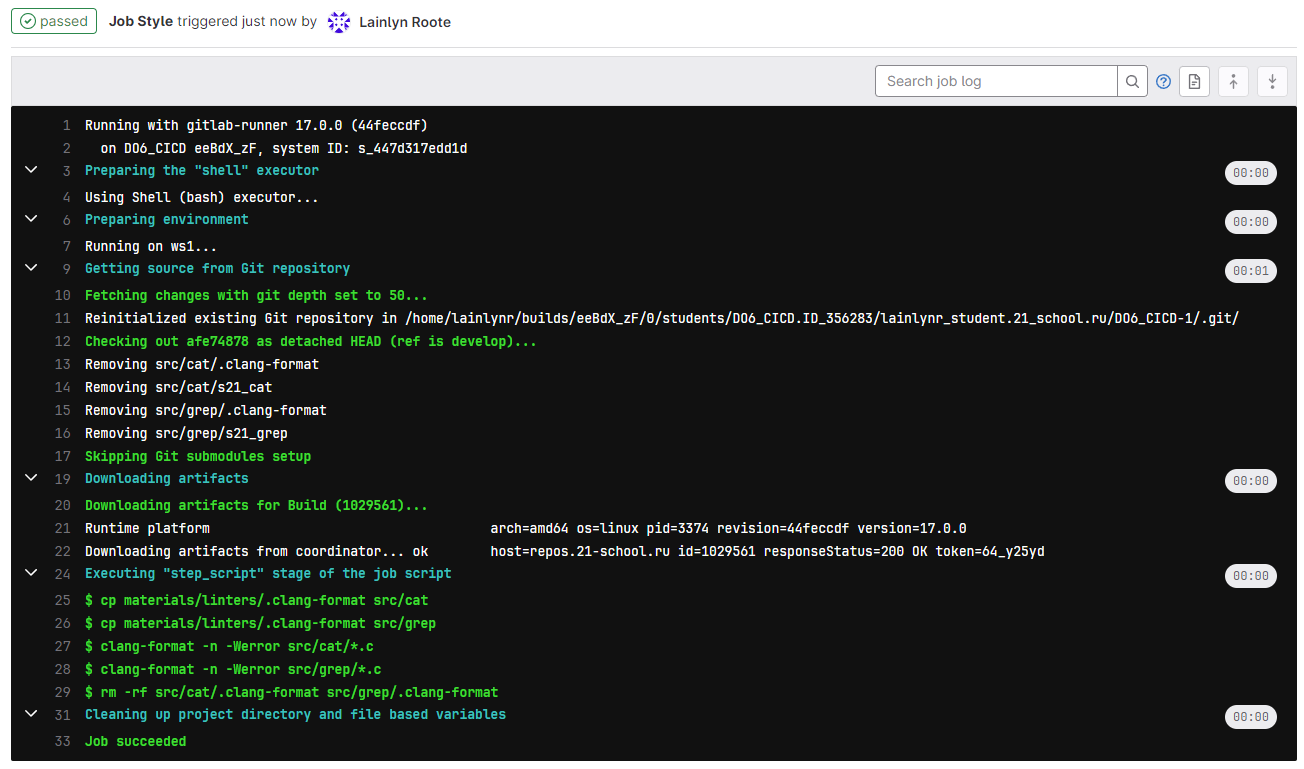 passed Job Style triggered just now by Lainlyn Roote
Search job log
1 Running with gitlab-runner 17.0.0 (44feccdf)
2 on DO6_CICD eeBdX_zF, system ID: s_447d317edd1d
3 Preparing the "shell" executor 00:00
4 Using Shell (bash) executor...
6 Preparing environment 00:00
7 Running on ws1...
9 Getting source from Git repository 00:01
10 Fetching changes with git depth set to 50...
11 Reinitialized existing Git repository in /home/lainlynr/builds/eeBdX_zF/0/students/DO6_CICD.ID_356283/lainlynr_student.21_school.ru/DO6_CICD-1/.git/
12 Checking out afe74878 as detached HEAD (ref is develop)...
13 Removing src/cat/.clang-format
14 Removing src/cat/s21_cat
15 Removing src/grep/.clang-format
16 Removing src/grep/s21_grep
17 Skipping Git submodules setup
19 Downloading artifacts 00:00
20 Downloading artifacts for Build (1029561)...
21 Runtime platform arch=amd64 os=linux pid=3374 revision=44feccdf version=17.0.0
22 Downloading artifacts from coordinator... ok host=repos.21-school.ru id=1029561 responseStatus=200 OK token=64_y25yd
24 Executing "step_script" stage of the job script 00:00
25 $ cp materials/linters/.clang-format src/cat
26 $ cp materials/linters/.clang-format src/grep
27 $ clang-format -n -Werror src/cat/*.c
28 $ clang-format -n -Werror src/grep/*.c
29 $ rm -rf src/cat/.clang-format src/grep/.clang-format
31 Cleaning up project directory and file based variables 00:00
33 Job succeeded